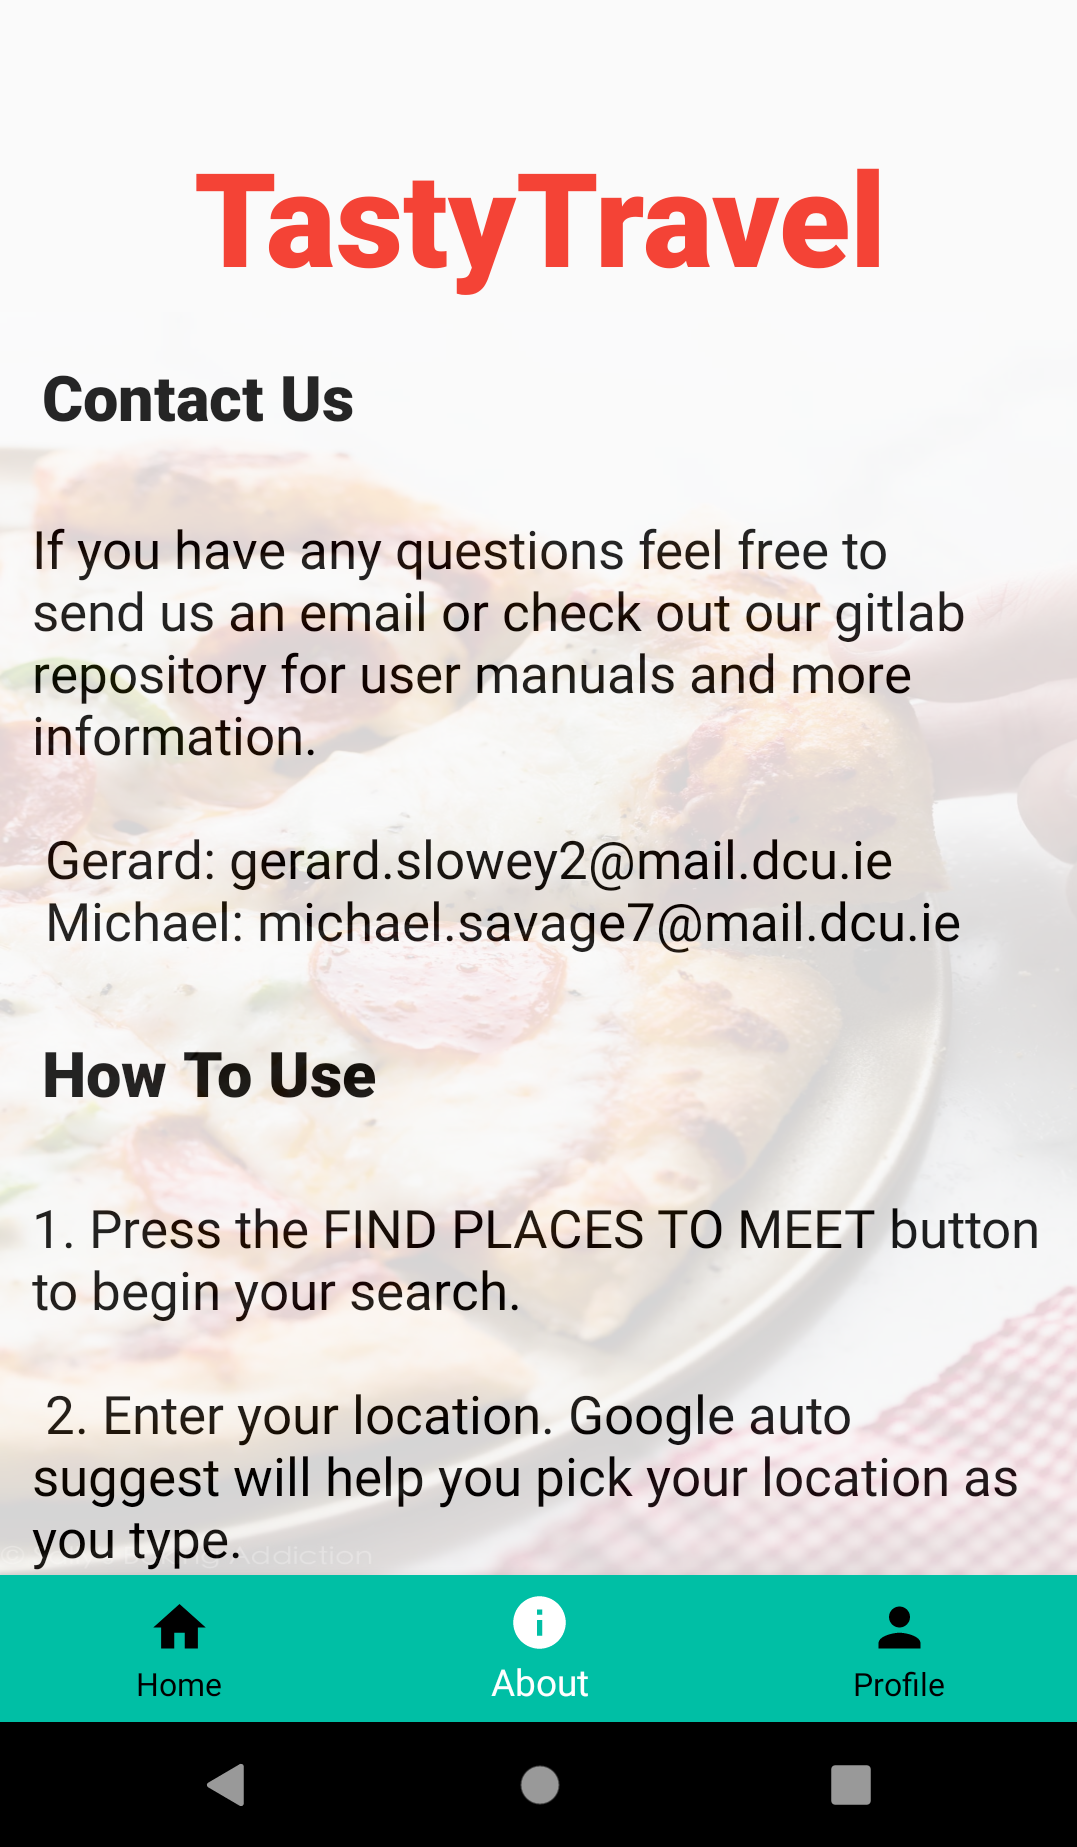 TastyTravel
Contact Us
If you have any questions feel free to
send us an email or check out our gitlab
repository for user manuals and more
information.
Gerard: gerard.slowey2@mail.dcu.ie
Michael: michael.savage7@mail.dcu.ie
How To Use
1. Press the FIND PLACES TO MEET button
to begin your search.
2. Enter your location. Google auto
suggest will help you pick your location as
you type.
© Addiction
Home
About
Profile